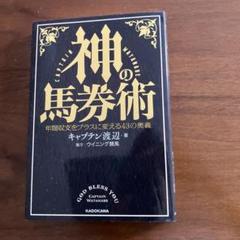 神の
馬券術
年間収支をプラスに変える43の奥義
キャプテン渡辺・著
協力・ウイニング競馬
GOD BLESS YOU
CAPTAIN
WATANABE
KADOKAWA